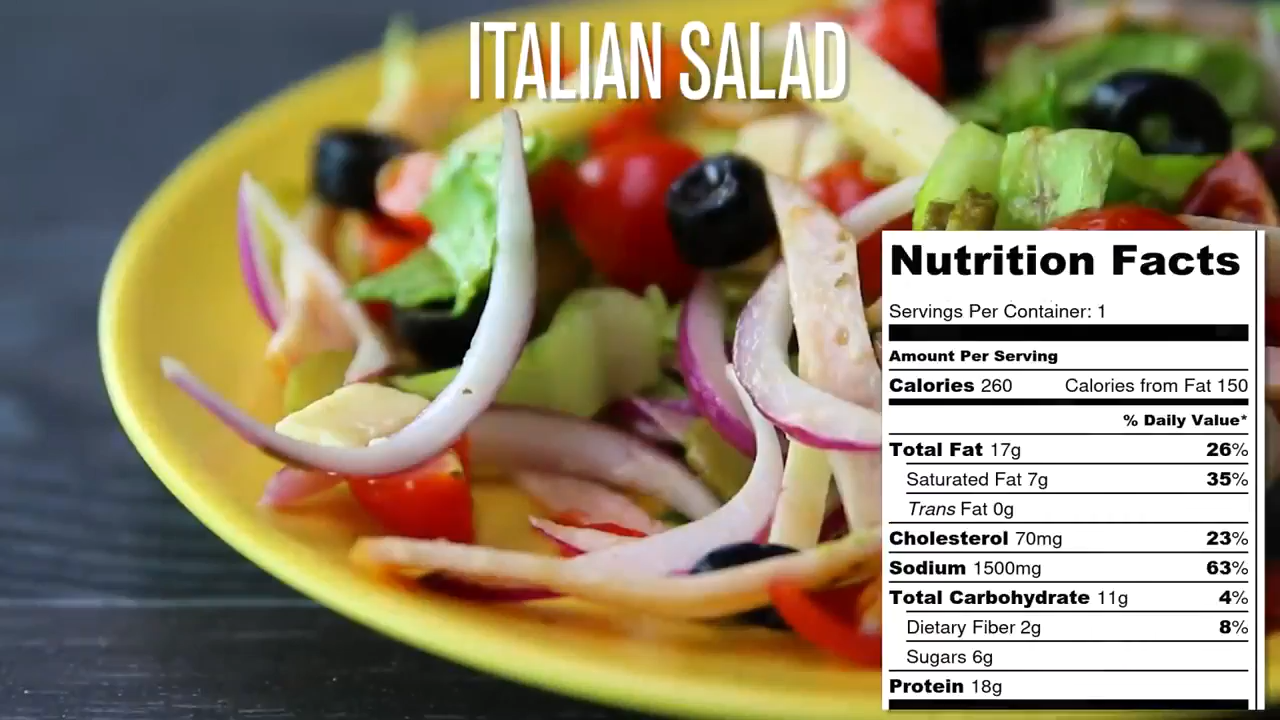 ITALIAN SALAD
Nutrition Facts
Servings Per Container: 1
Amount Per Serving
Calories 260 Calories from Fat 150
% Daily Value*
Total Fat 17g 26%
Saturated Fat 7g 35%
Trans Fat 0g
Cholesterol 70mg 23%
Sodium 1500mg 63%
Total Carbohydrate 11g 4%
Dietary Fiber 2g 8%
Sugars 6g
Protein 18g